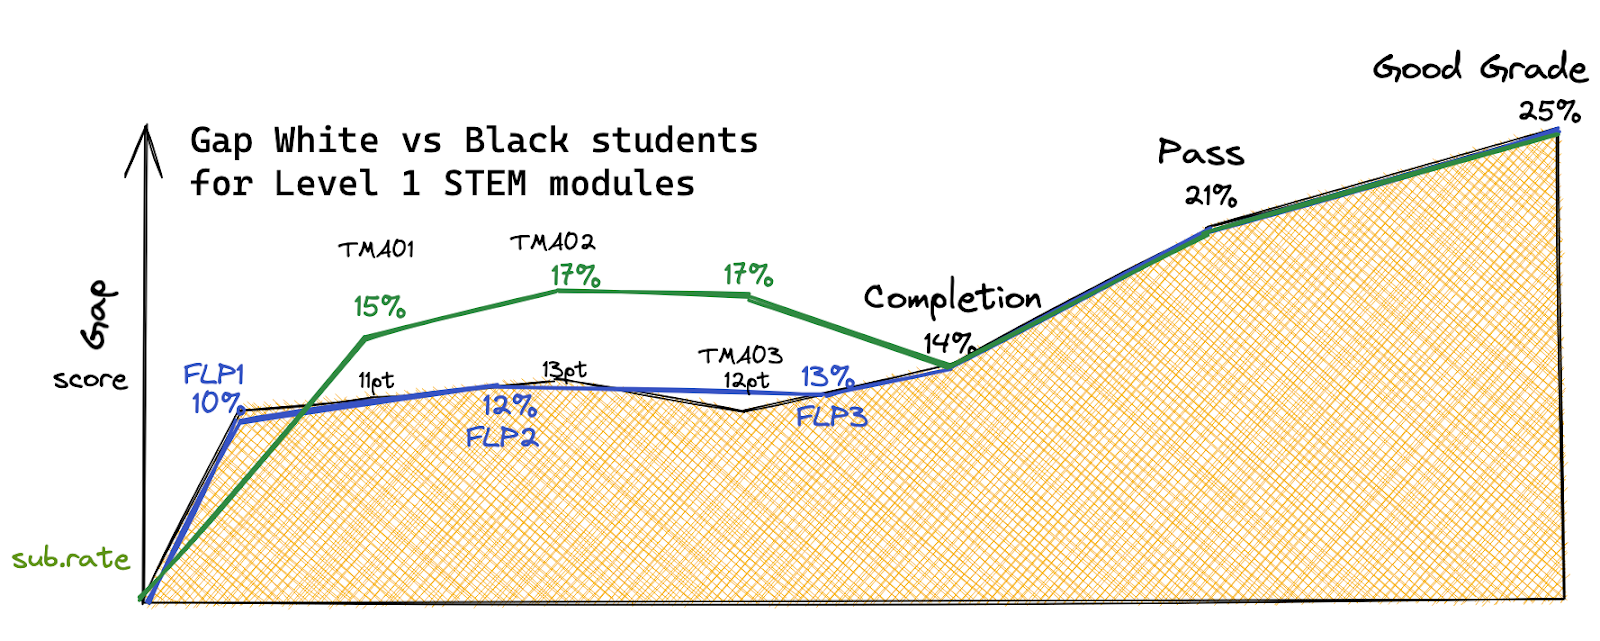 Good Grade
25%
Gap White vs Black students
for Level 1 STEM modules
Pass
21%
TMA01
TMA02
17%
17%
15%
Completion
14%
Gap
score
FLP1
10%
11pt
13pt
TMA03
12pt
13%
FLP3
12%
FLP2
sub.rate